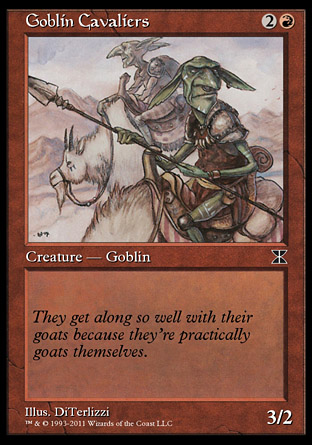 Goblin Cavaliers 2
Creature — Goblin
They get along so well with their
goats because they're practically
goats themselves.
Illus. DiTerlizzi
3/2
™ & © 1993-2011 Wizards of the Coast LLC